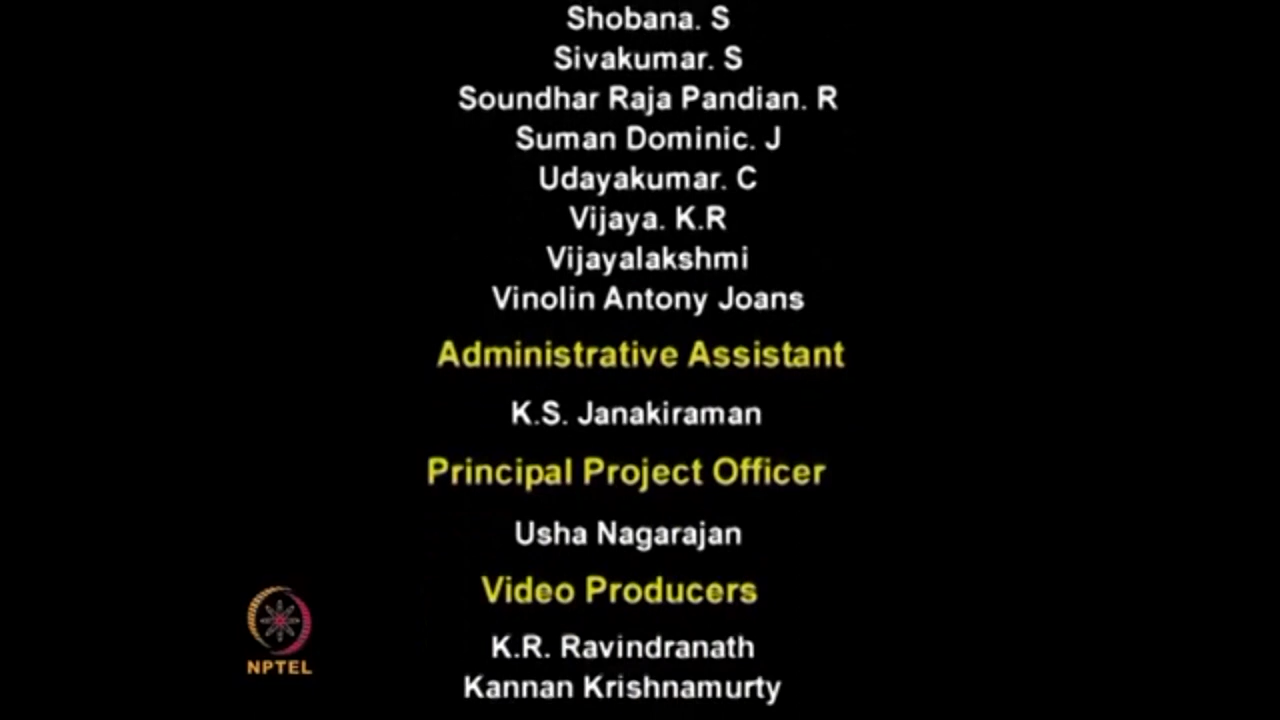 Shobana. S
Sivakumar. S
Soundhar Raja Pandian. R
Suman Dominic. J
Udayakumar. C
Vijaya. K.R
Vijayalakshmi
Vinolin Antony Joans
Administrative Assistant
K.S. Janakiraman
Principal Project Officer
Usha Nagarajan
Video Producers
K.R. Ravindranath
Kannan Krishnamurty
NPTEL